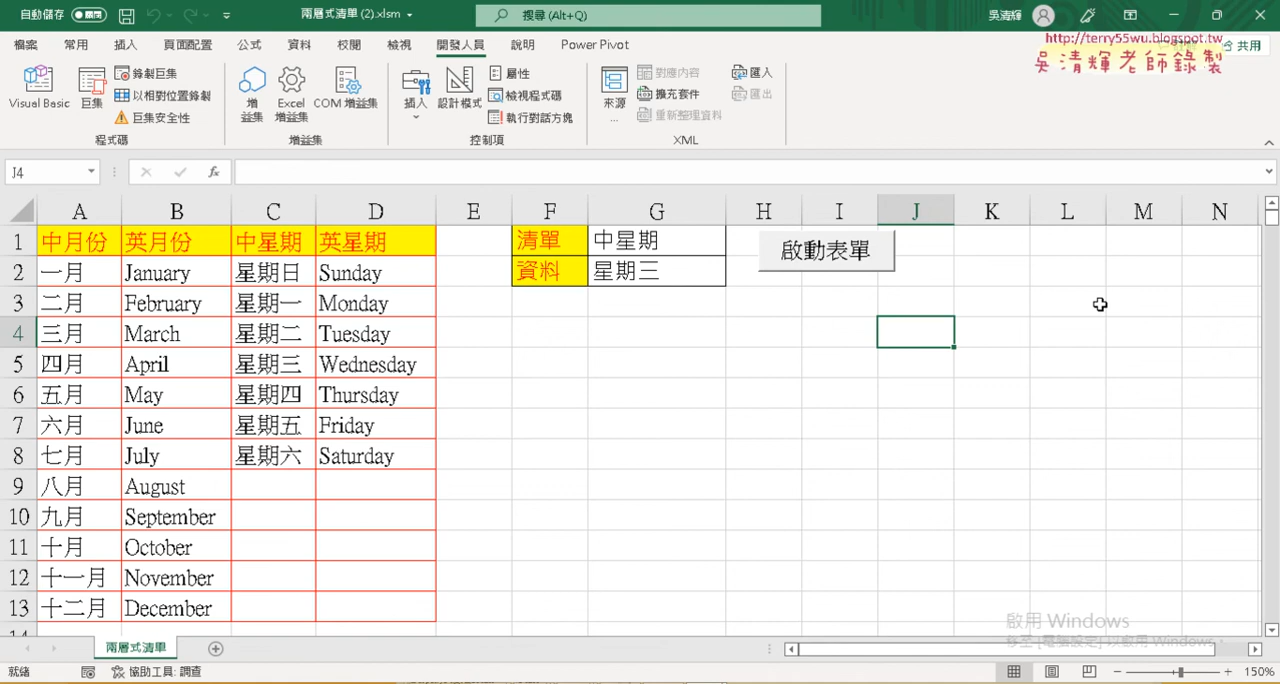 自動儲存
兩層式清單 (2).xlsm
搜尋 (Alt+Q)
吳清輝
http://terry55wu.blogspot.tw
吳清輝老師錄製
檔案 常用 插入 頁面配置 公式 資料 校閱 檢視 開發人員 說明 Power Pivot
共用
Visual Basic
巨集
錄製巨集
以相對位置錄製
巨集安全性
程式碼
增益集
Excel 增益集
COM 增益集
增益集
插入
設計模式
屬性
檢視程式碼
執行對話方塊
控制項
來源
...
對應內容
擴充套件
重新整理資料
匯入
匯出
XML
J4
fx
A B C D E F G H I J K L M N
1 中月份 英月份 中星期 英星期 清單 中星期
啟動表單
2 一月 January 星期日 Sunday 資料 星期三
3 二月 February 星期一 Monday
4 三月 March 星期二 Tuesday
5 四月 April 星期三 Wednesday
6 五月 May 星期四 Thursday
7 六月 June 星期五 Friday
8 七月 July 星期六 Saturday
9 八月 August
10 九月 September
11 十月 October
12 十一月 November
13 十二月 December
啟用 Windows
移至 [電腦設定] 以啟用 Windows。
兩層式清單
就緒
協助工具: 調查
150%